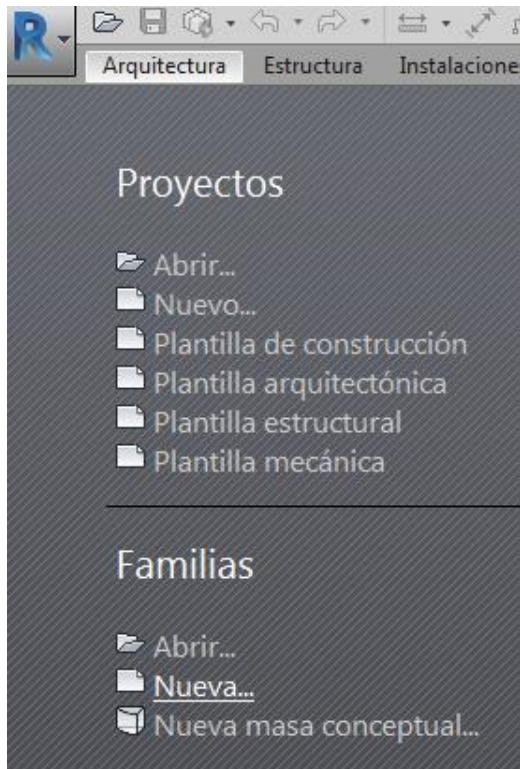 R
Arquitectura Estructura Instalacione
Proyectos
Abrir...
Nuevo...
Plantilla de construcción
Plantilla arquitectónica
Plantilla estructural
Plantilla mecánica
Familias
Abrir...
Nueva...
Nueva masa conceptual...